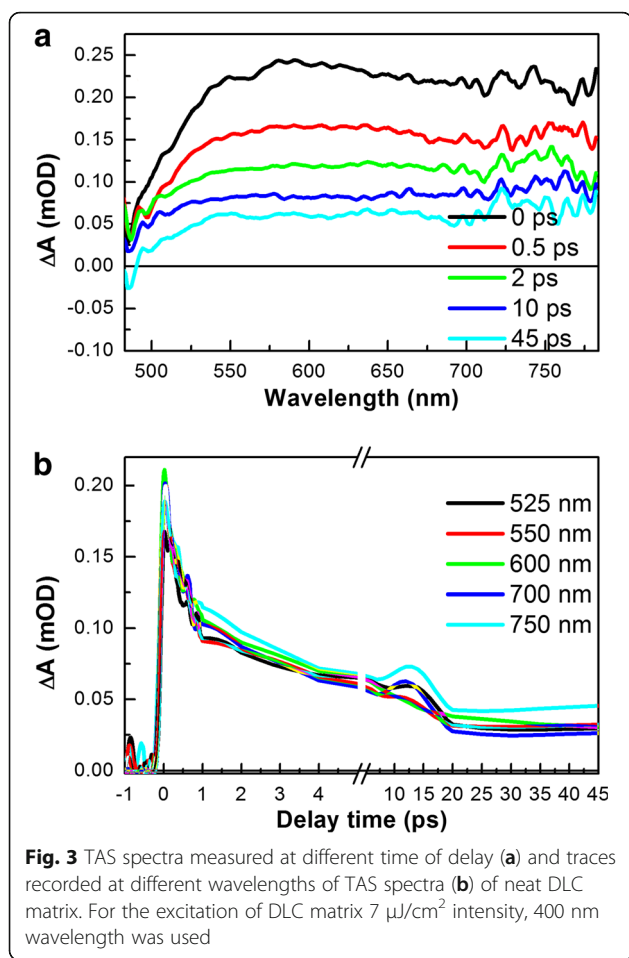 a
0.25
0.20
0.15
0.10
0.05
0.00
-0.05
-0.10
ΔA (mOD)
0 ps
0.5 ps
2 ps
10 ps
45 ps
500 550 600 650 700 750
Wavelength (nm)
b
0.20
0.15
0.10
0.05
0.00
ΔA (mOD)
525 nm
550 nm
600 nm
700 nm
750 nm
-1 0 1 2 3 4 10 15 20 25 30 35 40 45
Delay time (ps)
Fig. 3 TAS spectra measured at different time of delay (a) and traces
recorded at different wavelengths of TAS spectra (b) of neat DLC
matrix. For the excitation of DLC matrix 7 μJ/cm² intensity, 400 nm
wavelength was used